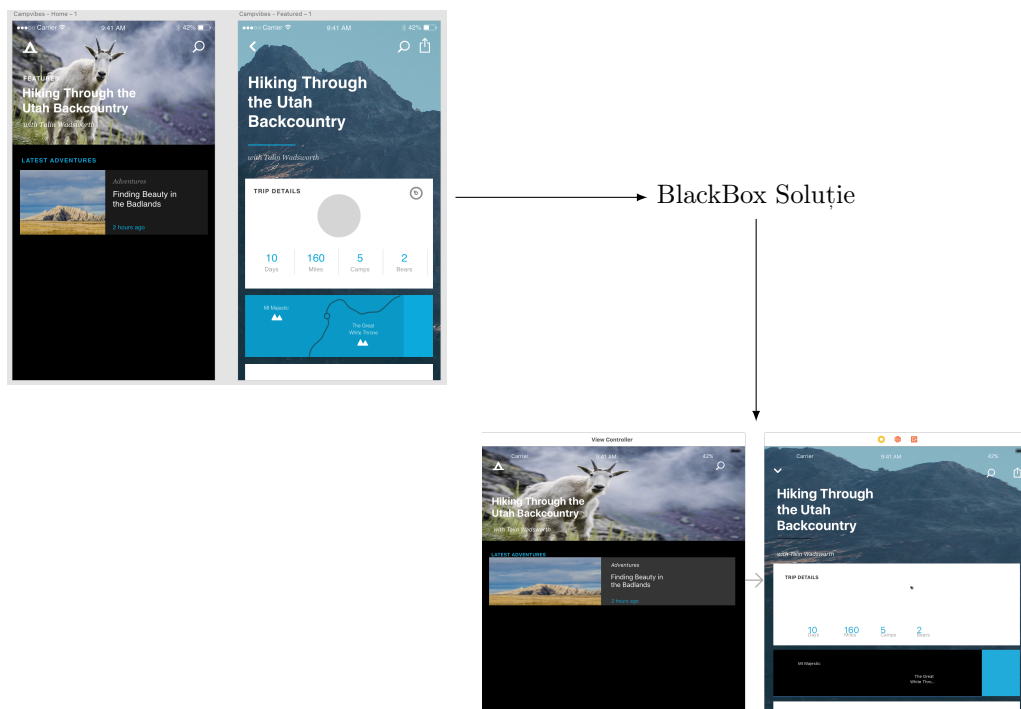 Campvibes – Home – 1
Carrier 9:41 AM 42%
FEATURES
Hiking Through the
Utah Backcountry
with Talin Wadsworth
LATEST ADVENTURES
Adventures
Finding Beauty in
the Badlands
2 hours ago
Campvibes – Featured – 1
Carrier 9:41 AM 42%
Hiking Through
the Utah
Backcountry
with Talin Wadsworth
TRIP DETAILS
10 160 5 2
Days Miles Camps Bears
Mt Majestic
The Great
White Throne
BlackBox Soluție
View Controller
Carrier 9:41 AM 42%
Hiking Through the
Utah Backcountry
with Talin Wadsworth
LATEST ADVENTURES
Adventures
Finding Beauty in
the Badlands
2 hours ago
Carrier 9:41 AM 42%
Hiking Through
the Utah
Backcountry
with Talin Wadsworth
TRIP DETAILS
10 160 5 2
Days Miles Camps Bears
Mt Majestic
The Great
White Thro...